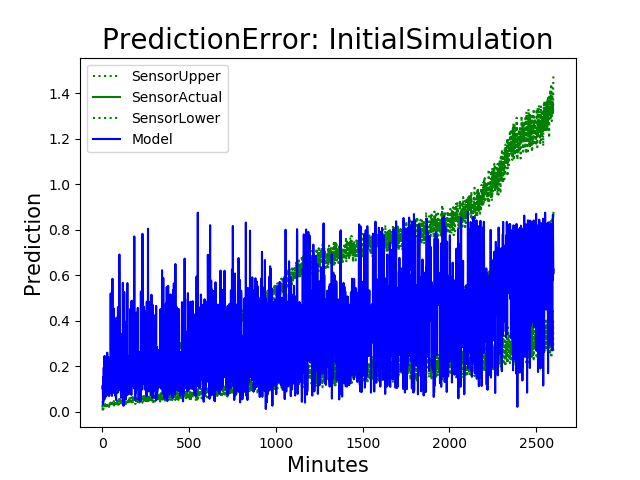 PredictionError: InitialSimulation
SensorUpper
SensorActual
SensorLower
Model
Prediction
1.4
1.2
1.0
0.8
0.6
0.4
0.2
0.0
0
500
1000
1500
2000
2500
Minutes